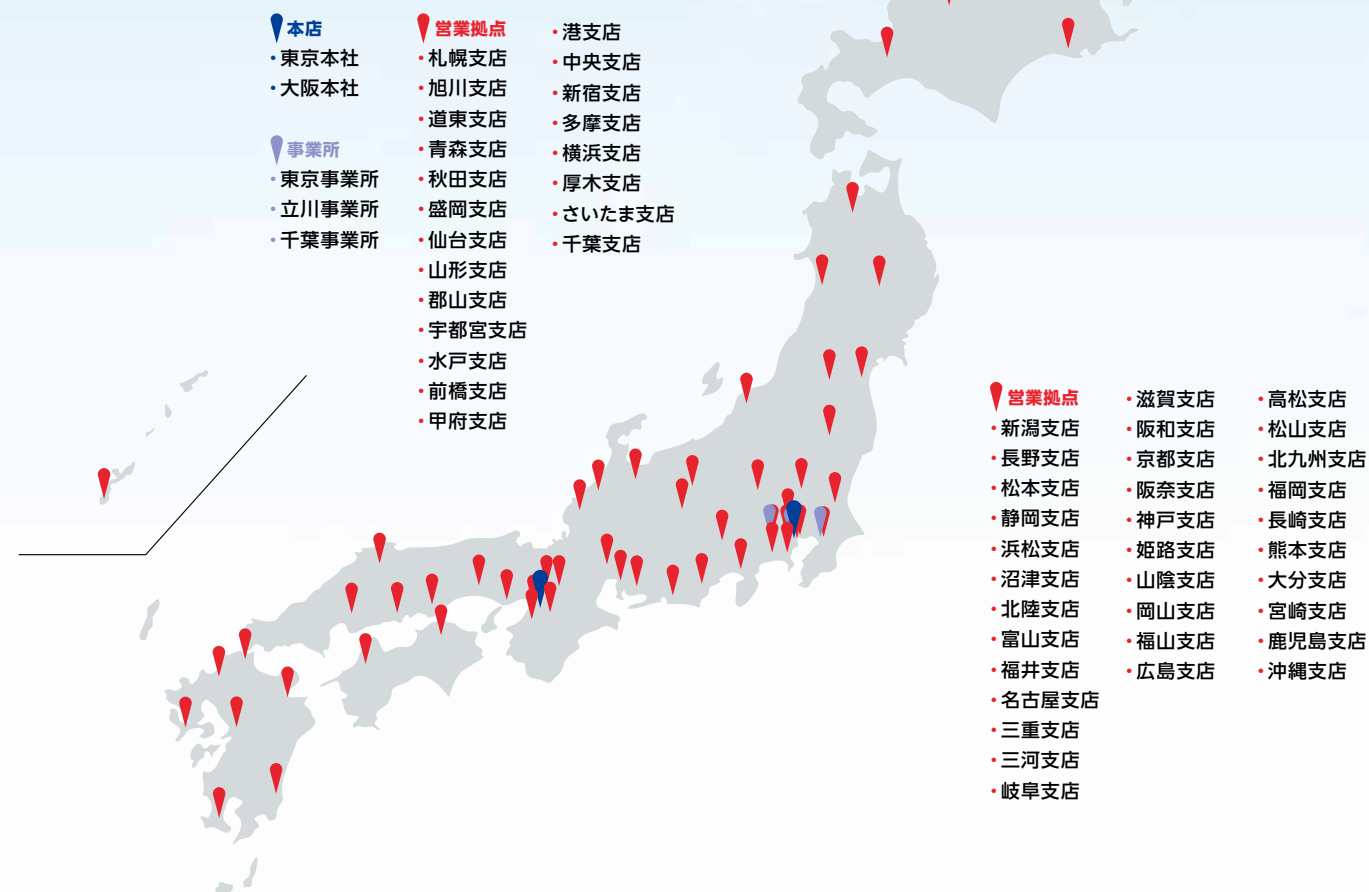 本店
・東京本社
・大阪本社
事業所
・東京事業所
・立川事業所
・千葉事業所
営業拠点
・札幌支店
・旭川支店
・道東支店
・青森支店
・秋田支店
・盛岡支店
・仙台支店
・山形支店
・郡山支店
・宇都宮支店
・水戸支店
・前橋支店
・甲府支店
・港支店
・中央支店
・新宿支店
・多摩支店
・横浜支店
・厚木支店
・さいたま支店
・千葉支店
営業拠点
・新潟支店
・長野支店
・松本支店
・静岡支店
・浜松支店
・沼津支店
・北陸支店
・富山支店
・福井支店
・名古屋支店
・三重支店
・三河支店
・岐阜支店
・滋賀支店
・阪和支店
・京都支店
・阪奈支店
・神戸支店
・姫路支店
・山陰支店
・岡山支店
・福山支店
・広島支店
・高松支店
・松山支店
・北九州支店
・福岡支店
・長崎支店
・熊本支店
・大分支店
・宮崎支店
・鹿児島支店
・沖縄支店